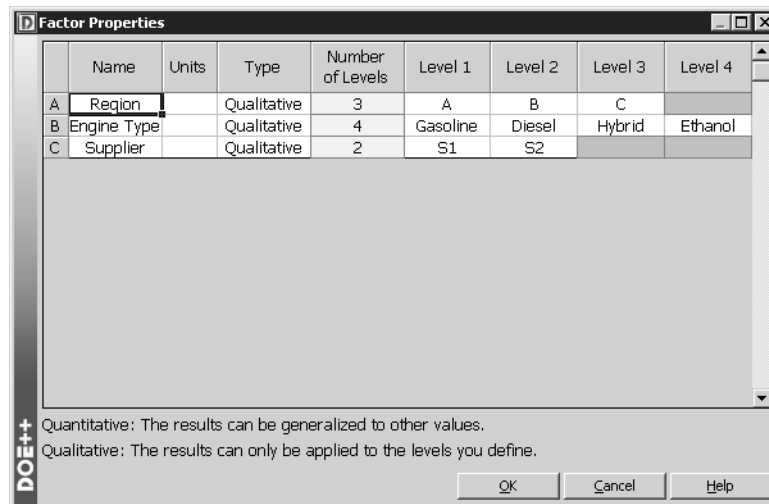 Factor Properties
Name Units Type Number of Levels Level 1 Level 2 Level 3 Level 4
A Region Qualitative 3 A B C
B Engine Type Qualitative 4 Gasoline Diesel Hybrid Ethanol
C Supplier Qualitative 2 S1 S2
Quantitative: The results can be generalized to other values.
Qualitative: The results can only be applied to the levels you define.
DOE++
OK Cancel Help